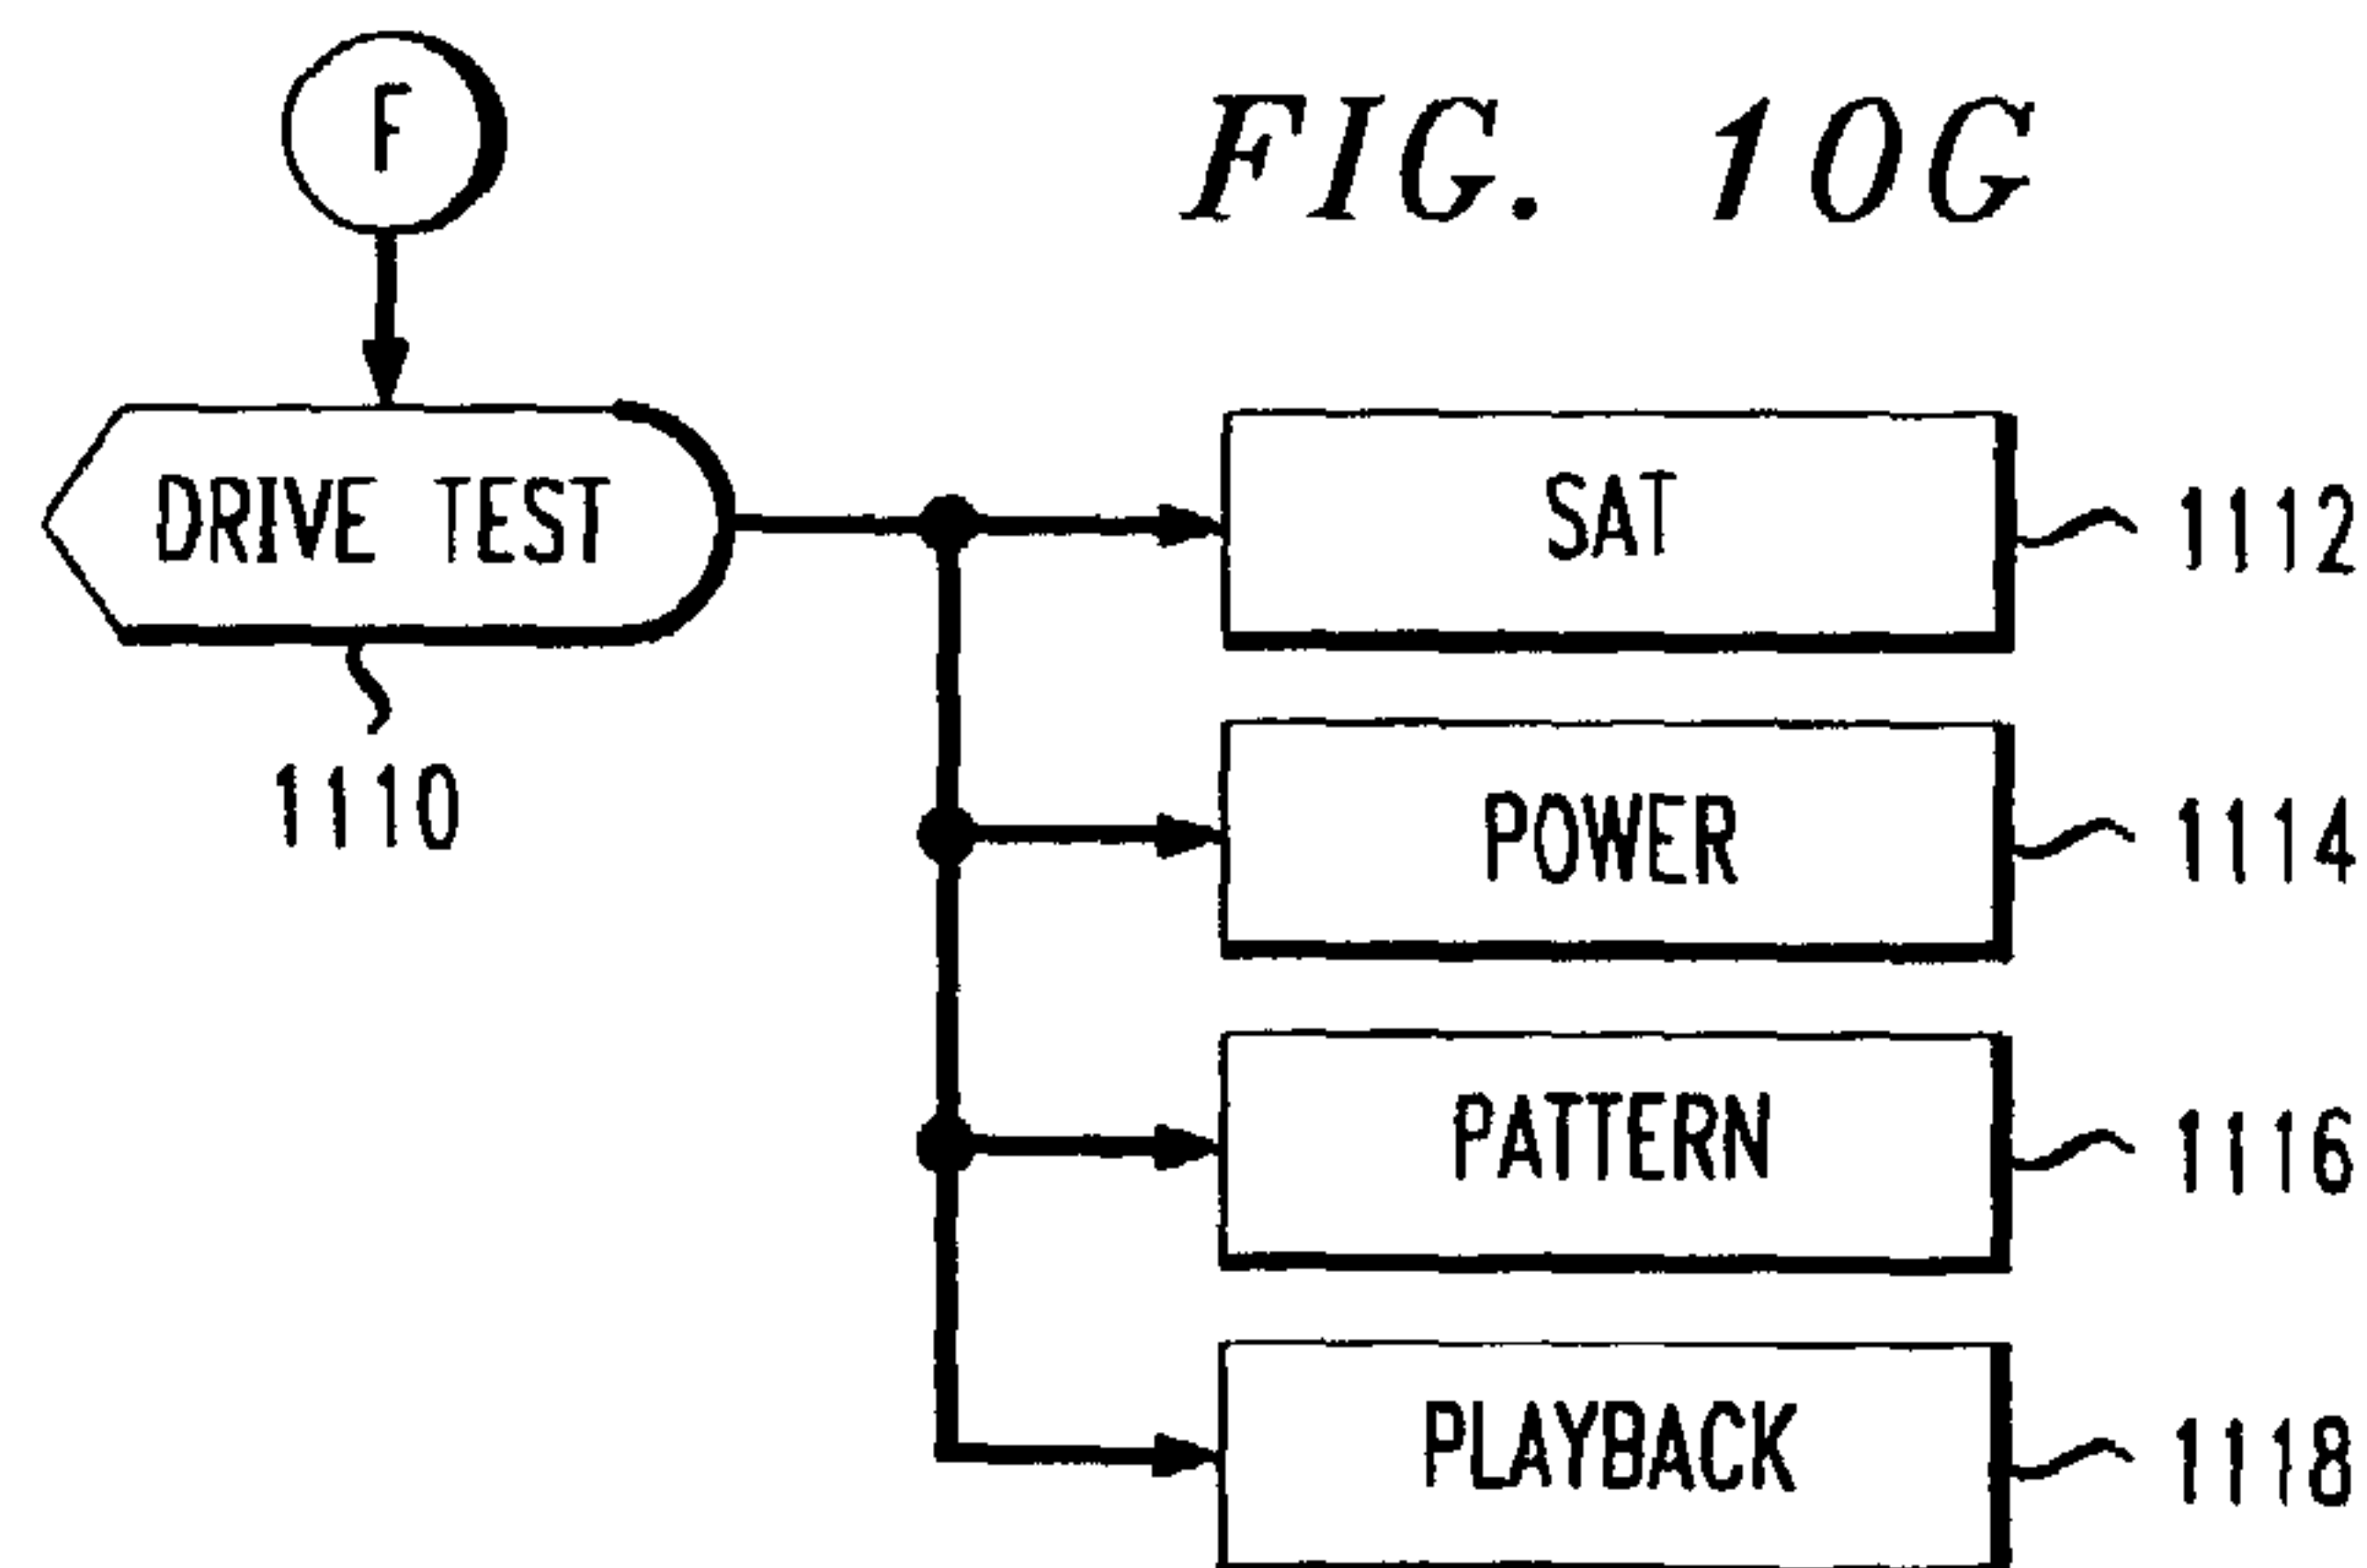 F
FIG. 10G
DRIVE TEST
1110
SAT
1112
POWER
1114
PATTERN
1116
PLAYBACK
1118